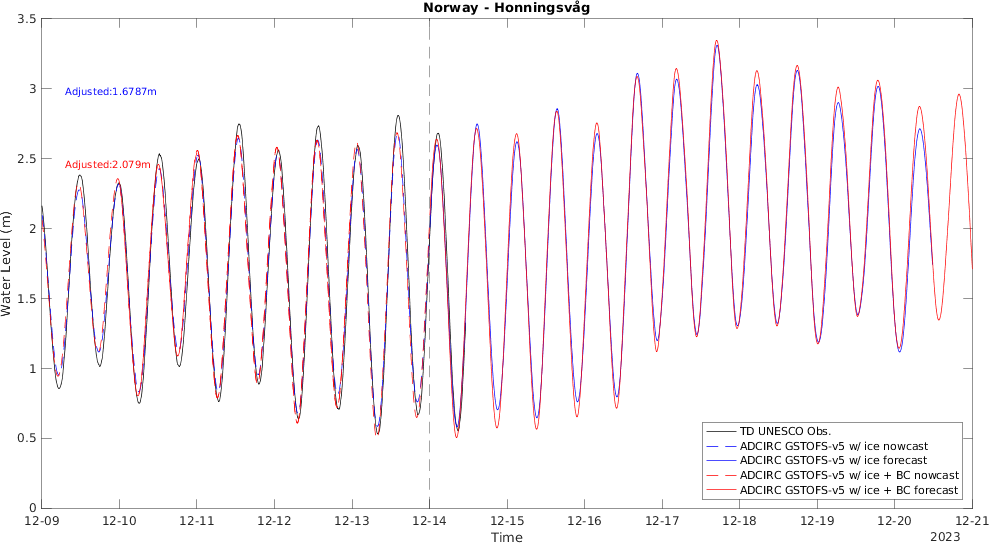 Norway - Honningsvåg
3.5
3
2.5
2
1.5
1
0.5
0
Water Level (m)
Adjusted:1.6787m
Adjusted:2.079m
TD UNESCO Obs.
ADCIRC GSTOFS-v5 w/ ice nowcast
ADCIRC GSTOFS-v5 w/ ice forecast
ADCIRC GSTOFS-v5 w/ ice + BC nowcast
ADCIRC GSTOFS-v5 w/ ice + BC forecast
12-09 12-10 12-11 12-12 12-13 12-14 12-15 12-16 12-17 12-18 12-19 12-20 12-21
Time
2023